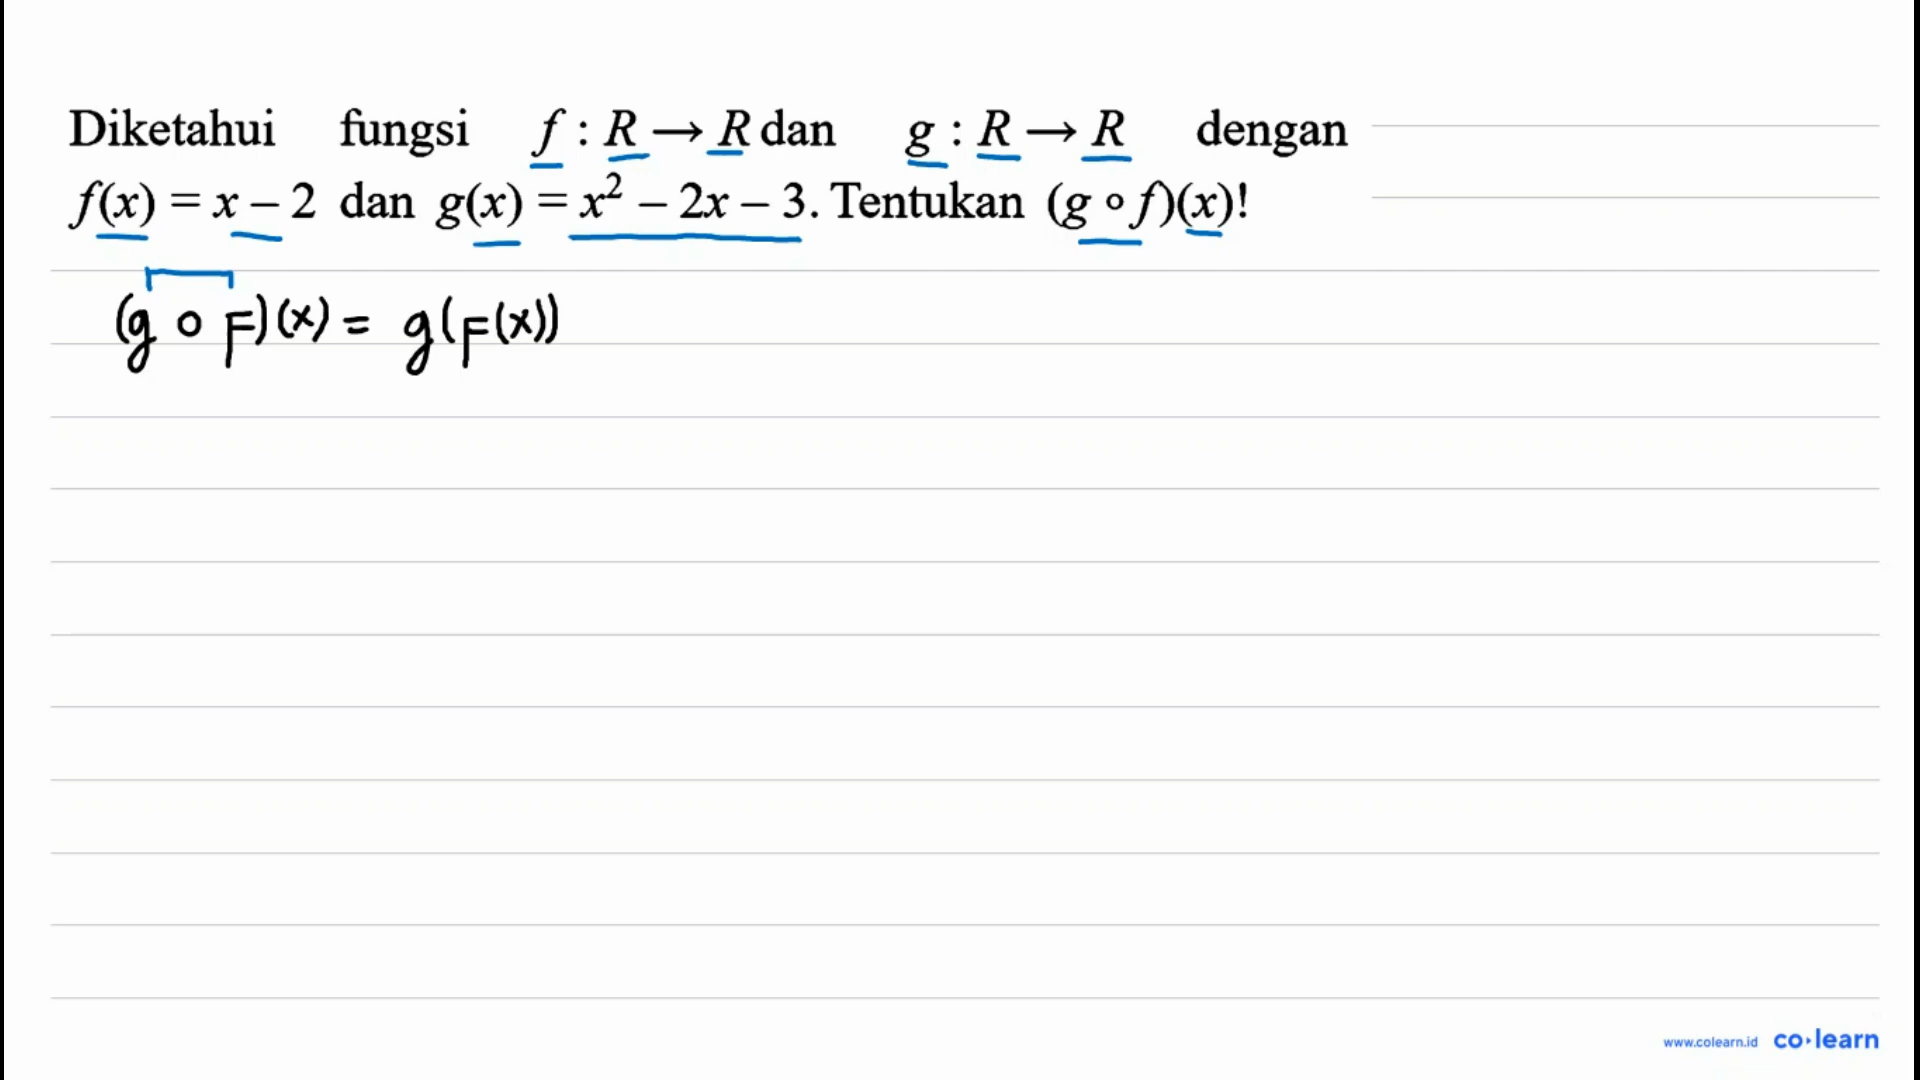 Diketahui fungsi f : R → R dan g : R → R dengan
f(x) = x – 2 dan g(x) = x² – 2x – 3. Tentukan (g ∘ f)(x)!
(g ∘ F)(x) = g(F(x))
www.colearn.id co·learn